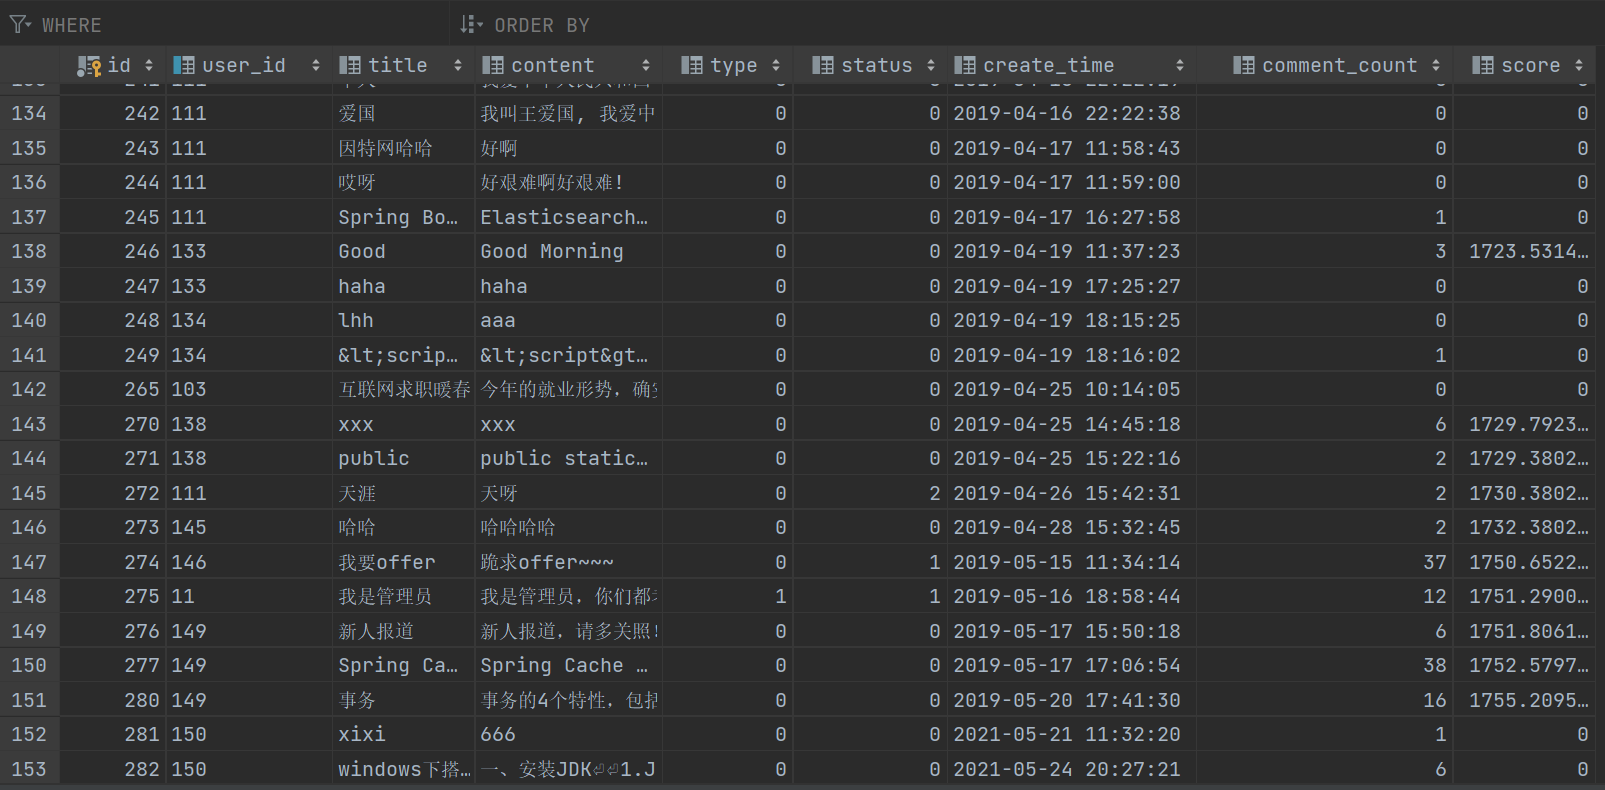 WHERE ORDER BY
id user_id title content type status create_time comment_count score
134 242 111 爱国 我叫王爱国, 我爱中 0 0 2019-04-16 22:22:38 0 0
135 243 111 因特网哈哈 好啊 0 0 2019-04-17 11:58:43 0 0
136 244 111 哎呀 好艰难啊好艰难! 0 0 2019-04-17 11:59:00 0 0
137 245 111 Spring Bo… Elasticsearch… 0 0 2019-04-17 16:27:58 1 0
138 246 133 Good Good Morning 0 0 2019-04-19 11:37:23 3 1723.5314…
139 247 133 haha haha 0 0 2019-04-19 17:25:27 0 0
140 248 134 lhh aaa 0 0 2019-04-19 18:15:25 0 0
141 249 134 &lt;scrip… &lt;script&gt… 0 0 2019-04-19 18:16:02 1 0
142 265 103 互联网求职暖春 今年的就业形势，确 0 0 2019-04-25 10:14:05 0 0
143 270 138 xxx xxx 0 0 2019-04-25 14:45:18 6 1729.7923…
144 271 138 public public static… 0 0 2019-04-25 15:22:16 2 1729.3802…
145 272 111 天涯 天呀 0 2 2019-04-26 15:42:31 2 1730.3802…
146 273 145 哈哈 哈哈哈哈 0 0 2019-04-28 15:32:45 2 1732.3802…
147 274 146 我要offer 跪求offer~~~ 0 1 2019-05-15 11:34:14 37 1750.6522…
148 275 11 我是管理员 我是管理员，你们都 1 1 2019-05-16 18:58:44 12 1751.2900…
149 276 149 新人报道 新人报道，请多关照! 0 0 2019-05-17 15:50:18 6 1751.8061…
150 277 149 Spring Ca… Spring Cache … 0 0 2019-05-17 17:06:54 38 1752.5797…
151 280 149 事务 事务的4个特性，包括 0 0 2019-05-20 17:41:30 16 1755.2095…
152 281 150 xixi 666 0 0 2021-05-21 11:32:20 1 0
153 282 150 windows下搭… 一、安装JDK⏎⏎1.J 0 0 2021-05-24 20:27:21 6 0